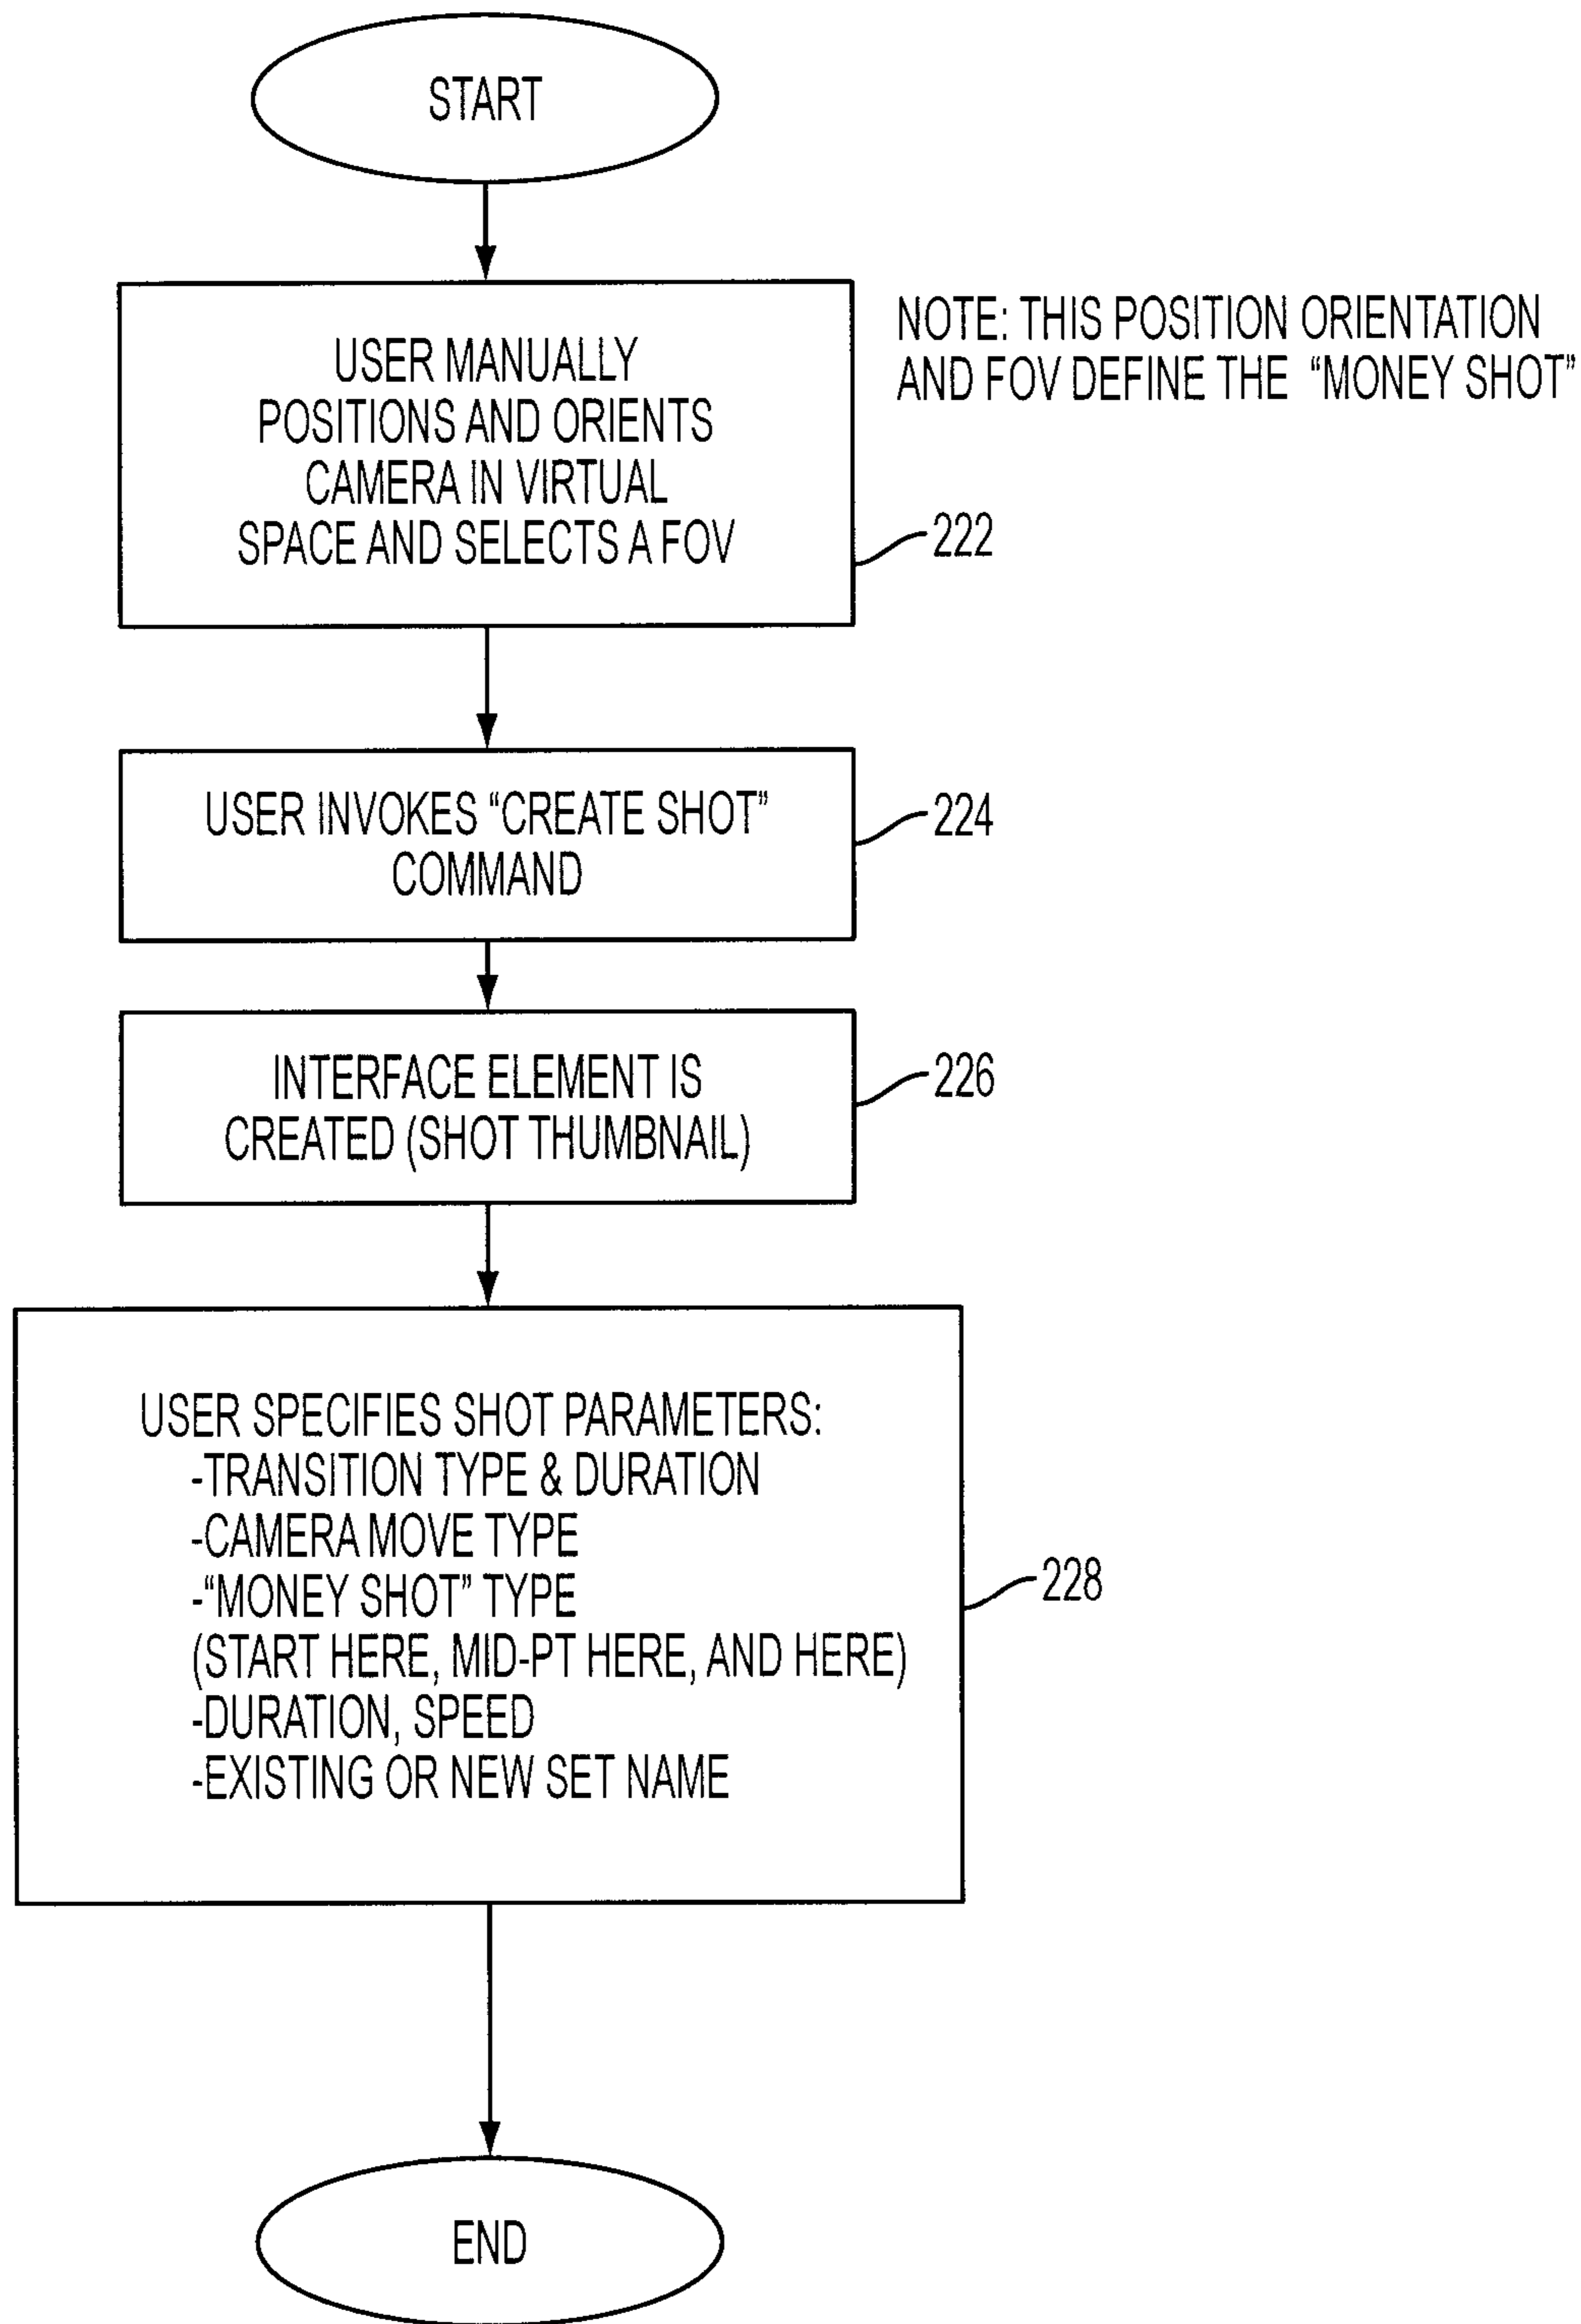 START
USER MANUALLY
POSITIONS AND ORIENTS
CAMERA IN VIRTUAL
SPACE AND SELECTS A FOV
222
NOTE: THIS POSITION ORIENTATION
AND FOV DEFINE THE "MONEY SHOT"
USER INVOKES "CREATE SHOT"
COMMAND
224
INTERFACE ELEMENT IS
CREATED (SHOT THUMBNAIL)
226
USER SPECIFIES SHOT PARAMETERS:
-TRANSITION TYPE & DURATION
-CAMERA MOVE TYPE
-"MONEY SHOT" TYPE
(START HERE, MID-PT HERE, AND HERE)
-DURATION, SPEED
-EXISTING OR NEW SET NAME
228
END